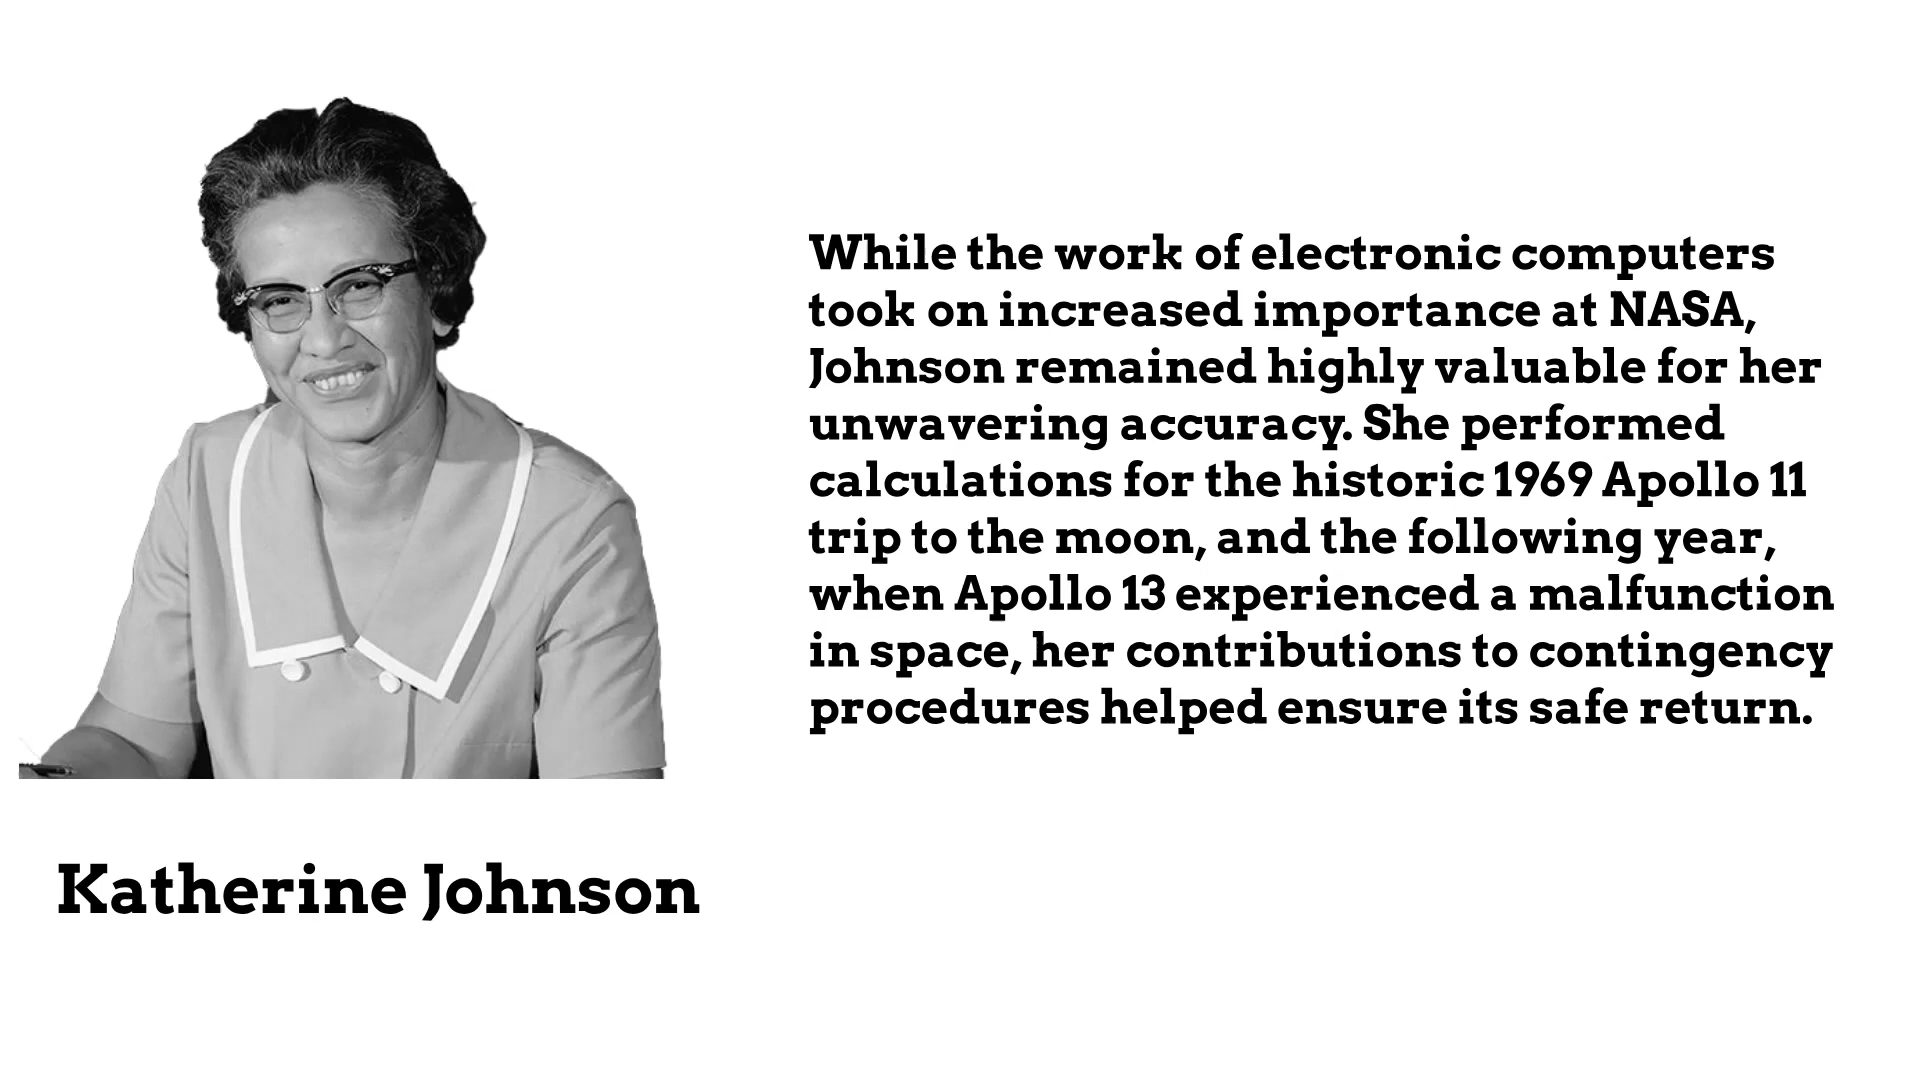 While the work of electronic computers
took on increased importance at NASA,
Johnson remained highly valuable for her
unwavering accuracy. She performed
calculations for the historic 1969 Apollo 11
trip to the moon, and the following year,
when Apollo 13 experienced a malfunction
in space, her contributions to contingency
procedures helped ensure its safe return.
Katherine Johnson